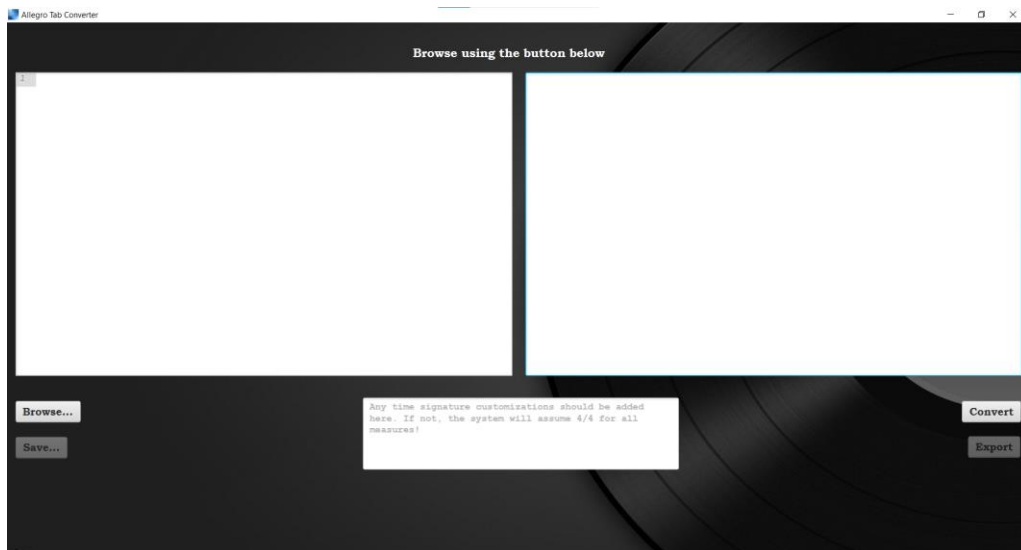 Allegro Tab Converter
Browse using the button below
1
Browse...
Any time signature customizations should be added
here. If not, the system will assume 4/4 for all
measures!
Convert
Save...
Export